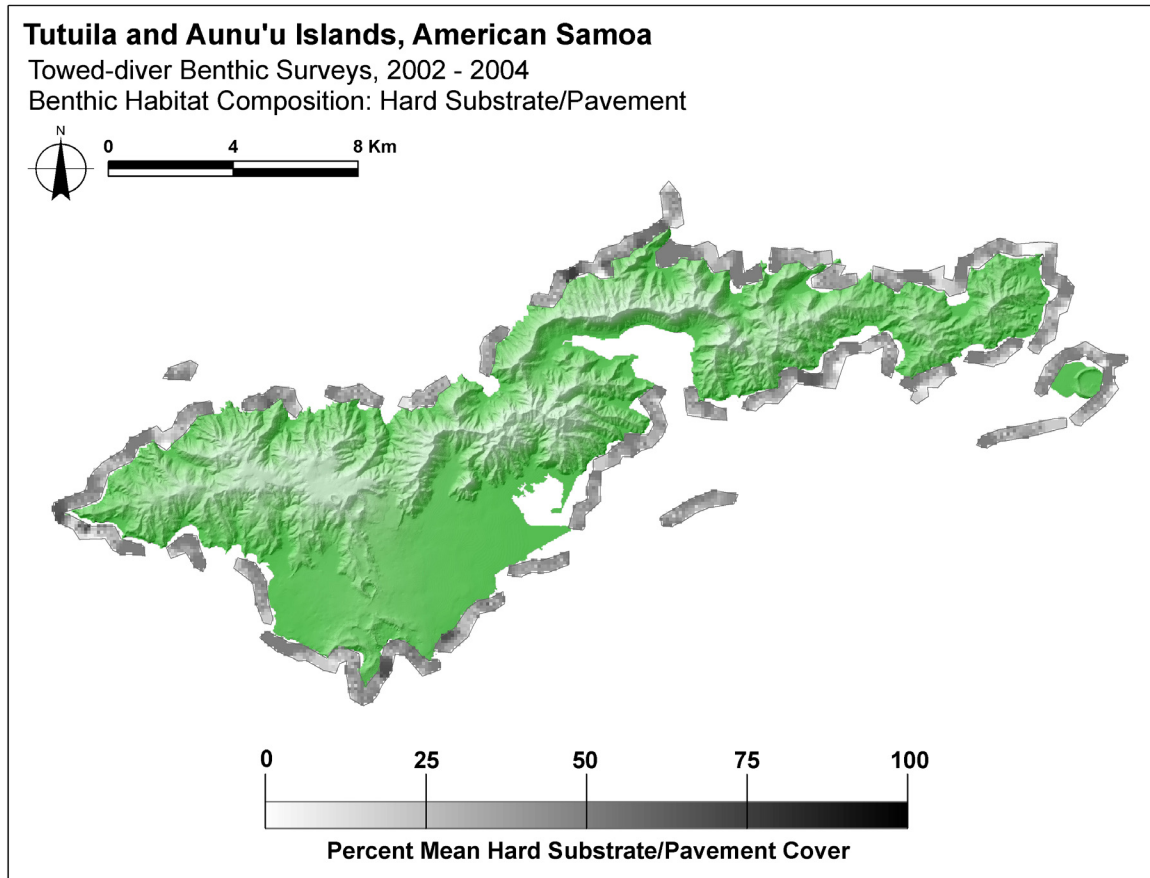 Tutuila and Aunu'u Islands, American Samoa
Towed-diver Benthic Surveys, 2002 - 2004
Benthic Habitat Composition: Hard Substrate/Pavement
N
0 4 8 Km
0 25 50 75 100
Percent Mean Hard Substrate/Pavement Cover